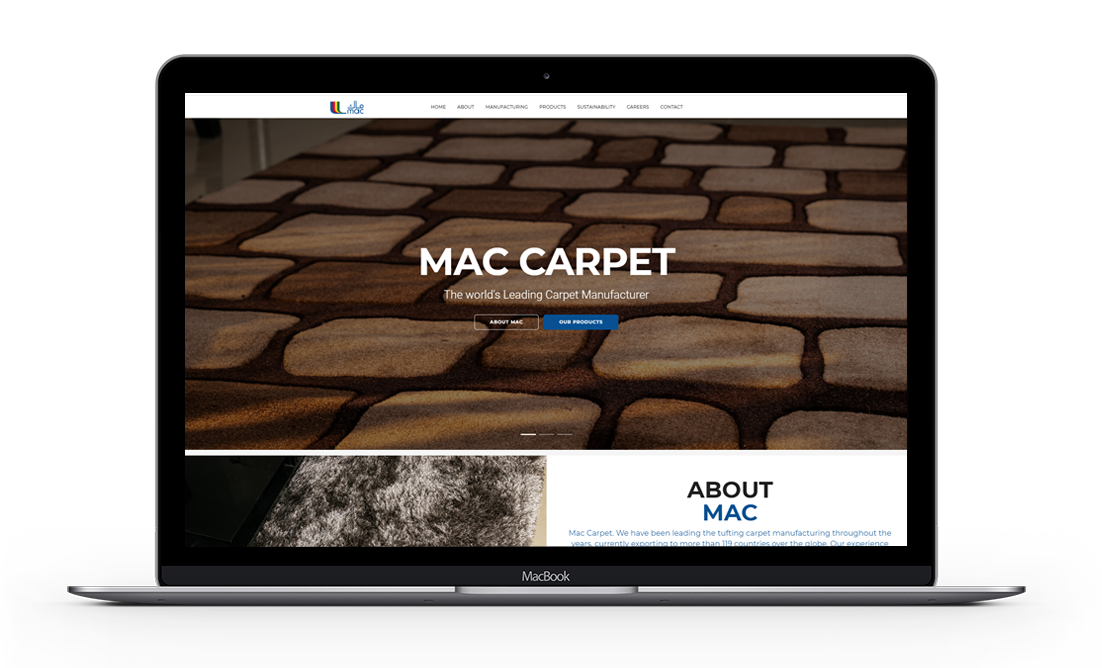 ماك
mac
HOME ABOUT MANUFACTURING PRODUCTS SUSTAINABILITY CAREERS CONTACT
MAC CARPET
The world's Leading Carpet Manufacturer
ABOUT MAC OUR PRODUCTS
ABOUT
MAC
Mac Carpet. We have been leading the tufting carpet manufacturing throughout the
years, currently exporting to more than 119 countries over the globe. Our experience
MacBook